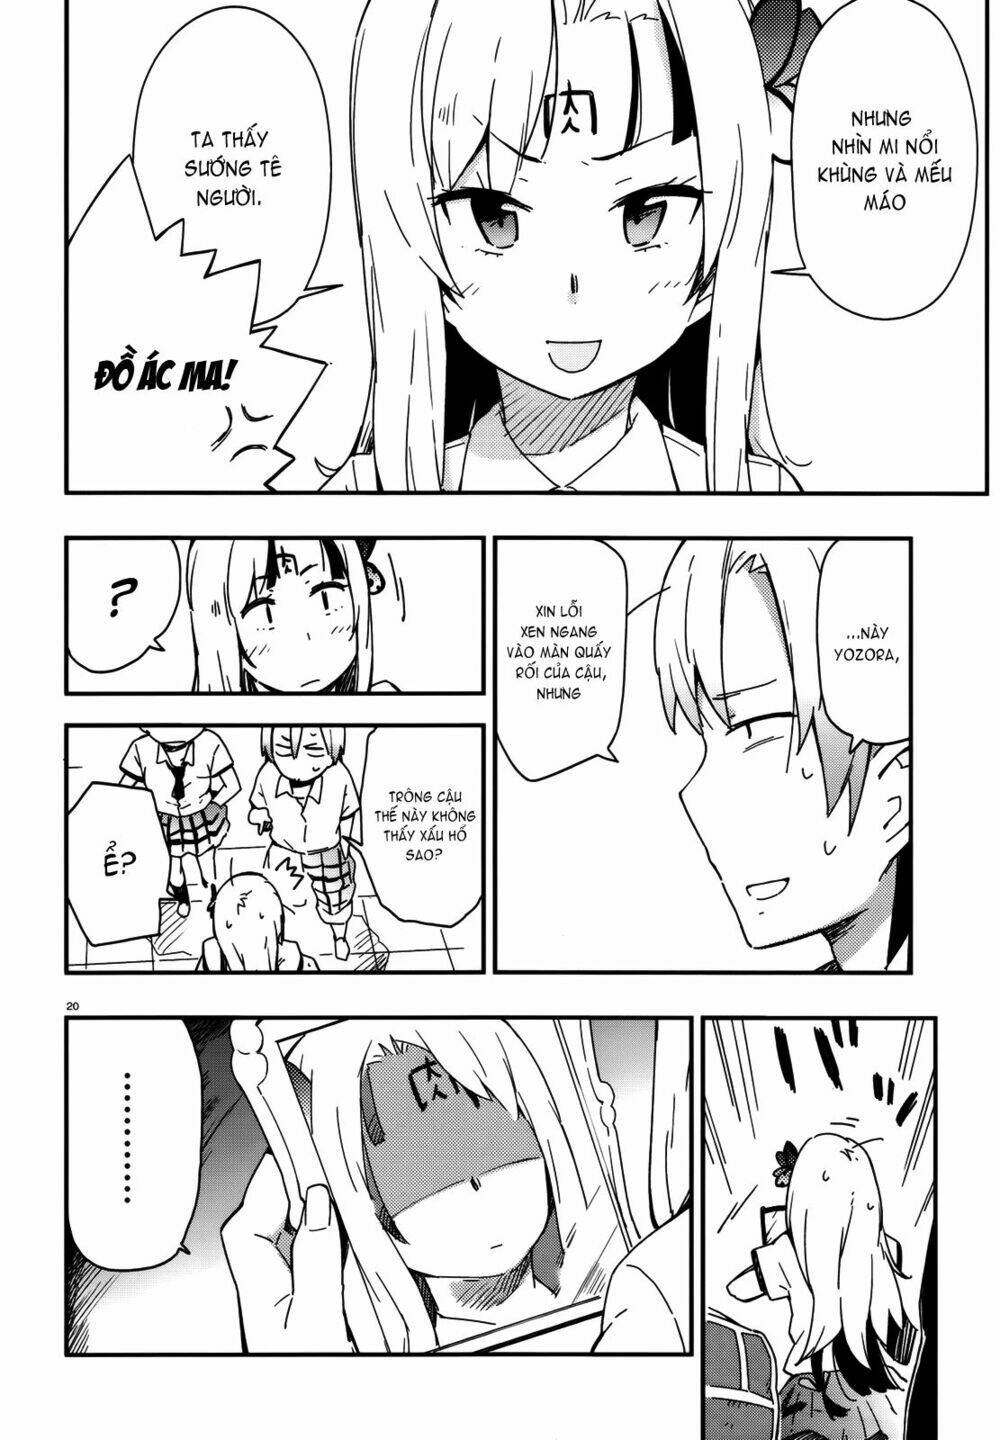 NHƯNG
NHÌN MI NỔI
KHÙNG VÀ MẾU
MÁO
肉
TA THẤY
SƯỚNG TÊ
NGƯỜI.
ĐỒ ÁC MA!
...NÀY
YOZORA,
XIN LỖI
XEN NGANG
VÀO MÀN QUẤY
RỐI CỦA CẬU,
NHƯNG
肉
?
TRÔNG CẬU
THẾ NÀY KHÔNG
THẤY XẤU HỔ
SAO?
Ể?
20
肉
..........